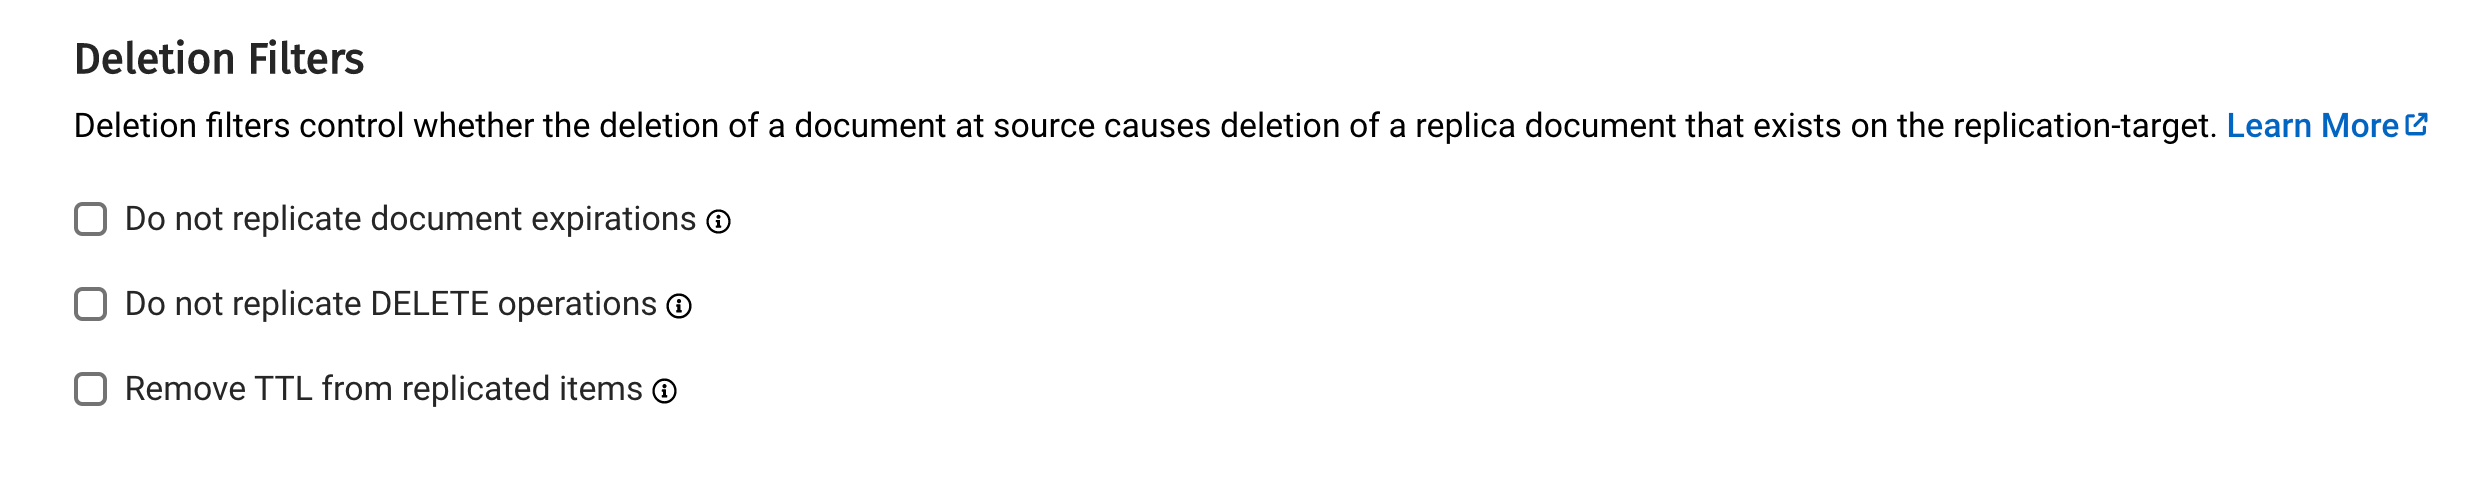 Deletion Filters
Deletion filters control whether the deletion of a document at source causes deletion of a replica document that exists on the replication-target. Learn More
Do not replicate document expirations
Do not replicate DELETE operations
Remove TTL from replicated items